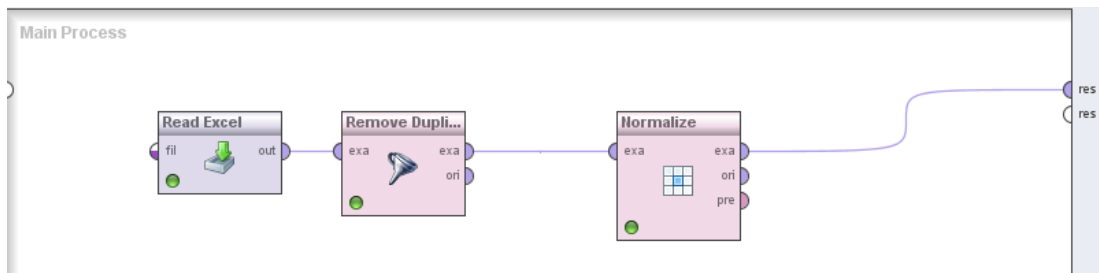 Main Process
Read Excel
fil
out
Remove Dupli...
exa
exa
ori
Normalize
exa
exa
ori
pre
res
res